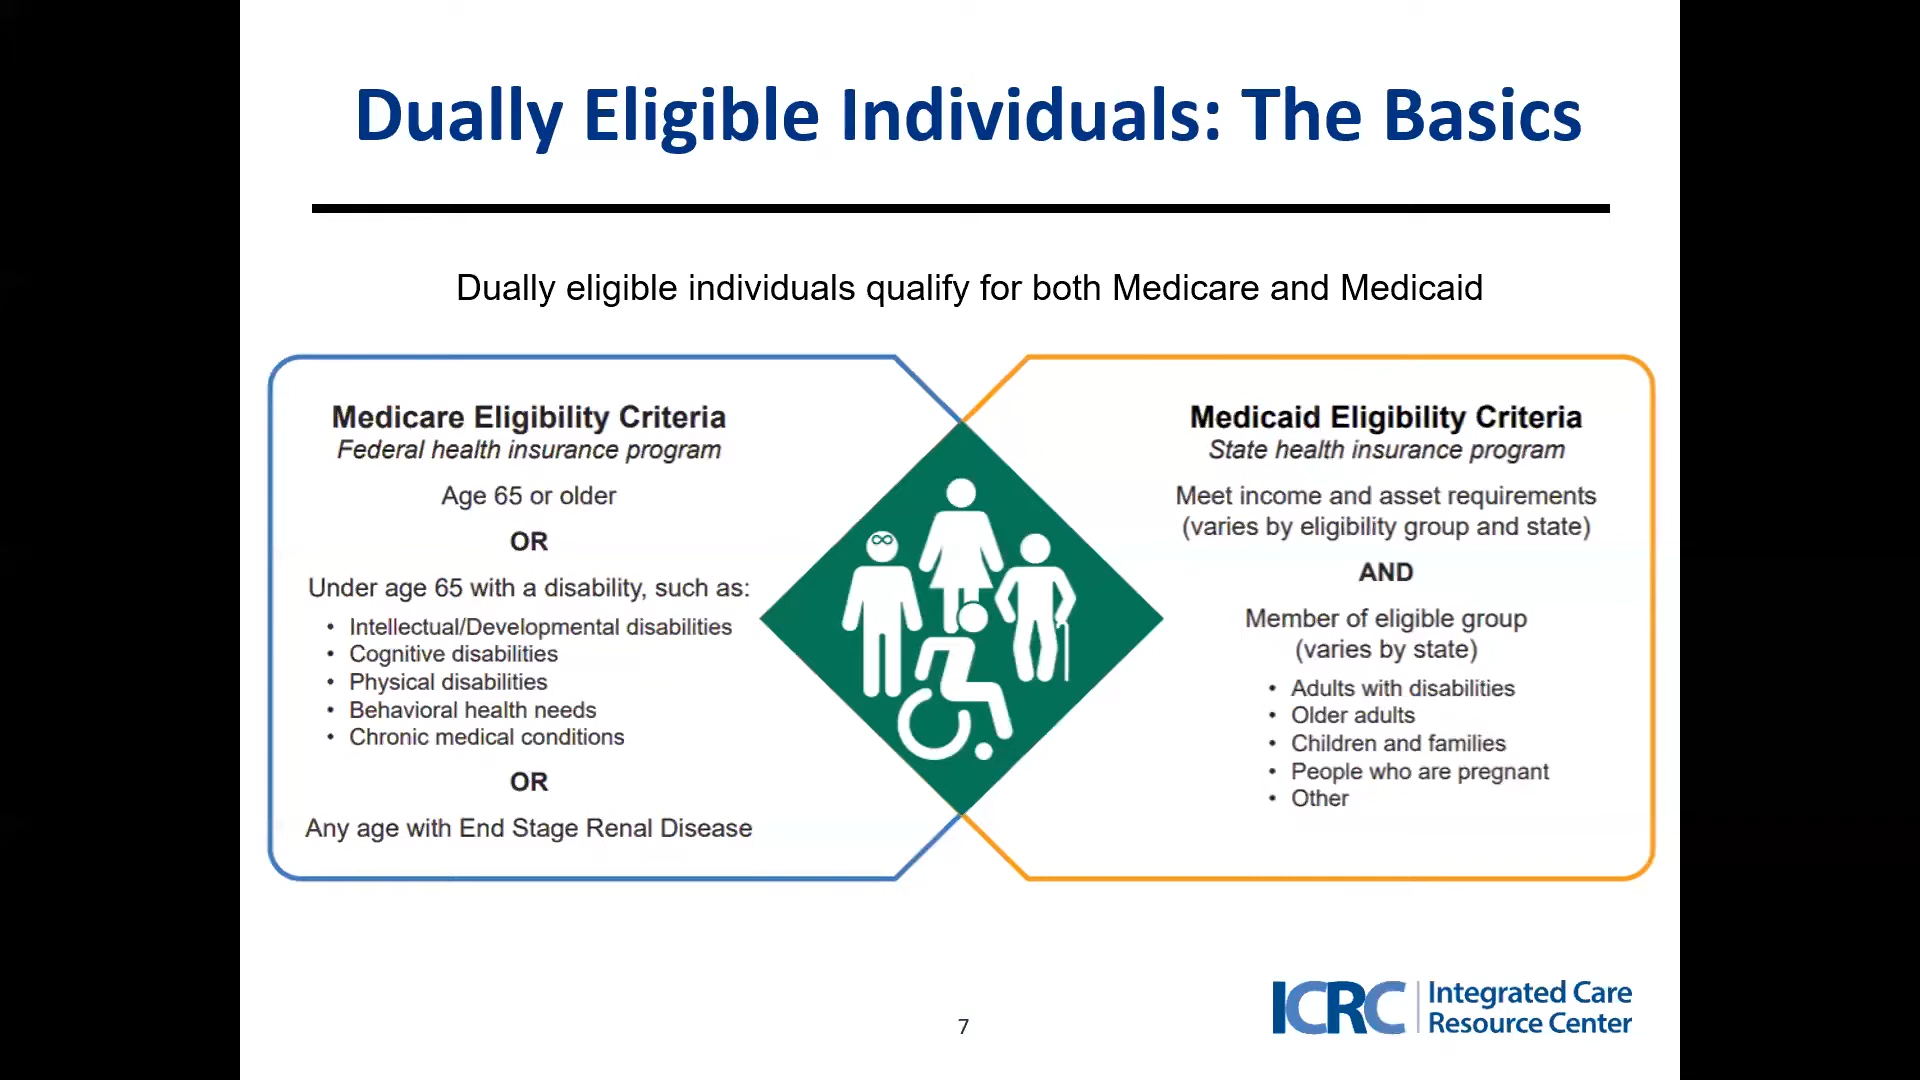 Dually Eligible Individuals: The Basics
Dually eligible individuals qualify for both Medicare and Medicaid
Medicare Eligibility Criteria
Federal health insurance program
Age 65 or older
OR
Under age 65 with a disability, such as:
• Intellectual/Developmental disabilities
• Cognitive disabilities
• Physical disabilities
• Behavioral health needs
• Chronic medical conditions
OR
Any age with End Stage Renal Disease
Medicaid Eligibility Criteria
State health insurance program
Meet income and asset requirements
(varies by eligibility group and state)
AND
Member of eligible group
(varies by state)
• Adults with disabilities
• Older adults
• Children and families
• People who are pregnant
• Other
7
ICRC
Integrated Care
Resource Center